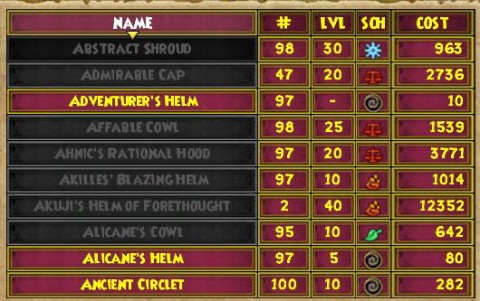 NAME # LVL SCH COST
ABSTRACT SHROUD 98 30 963
ADMIRABLE CAP 47 20 2736
ADVENTURER'S HELM 97 - 10
AFFABLE COWL 98 25 1539
AHNIC'S RATIONAL HOOD 97 20 3771
AKILLES' BLAZING HELM 97 10 1014
AKUJI'S HELM OF FORETHOUGHT 2 40 12352
ALICANE'S COWL 95 10 642
ALICANE'S HELM 97 5 80
ANCIENT CIRCLET 100 10 282